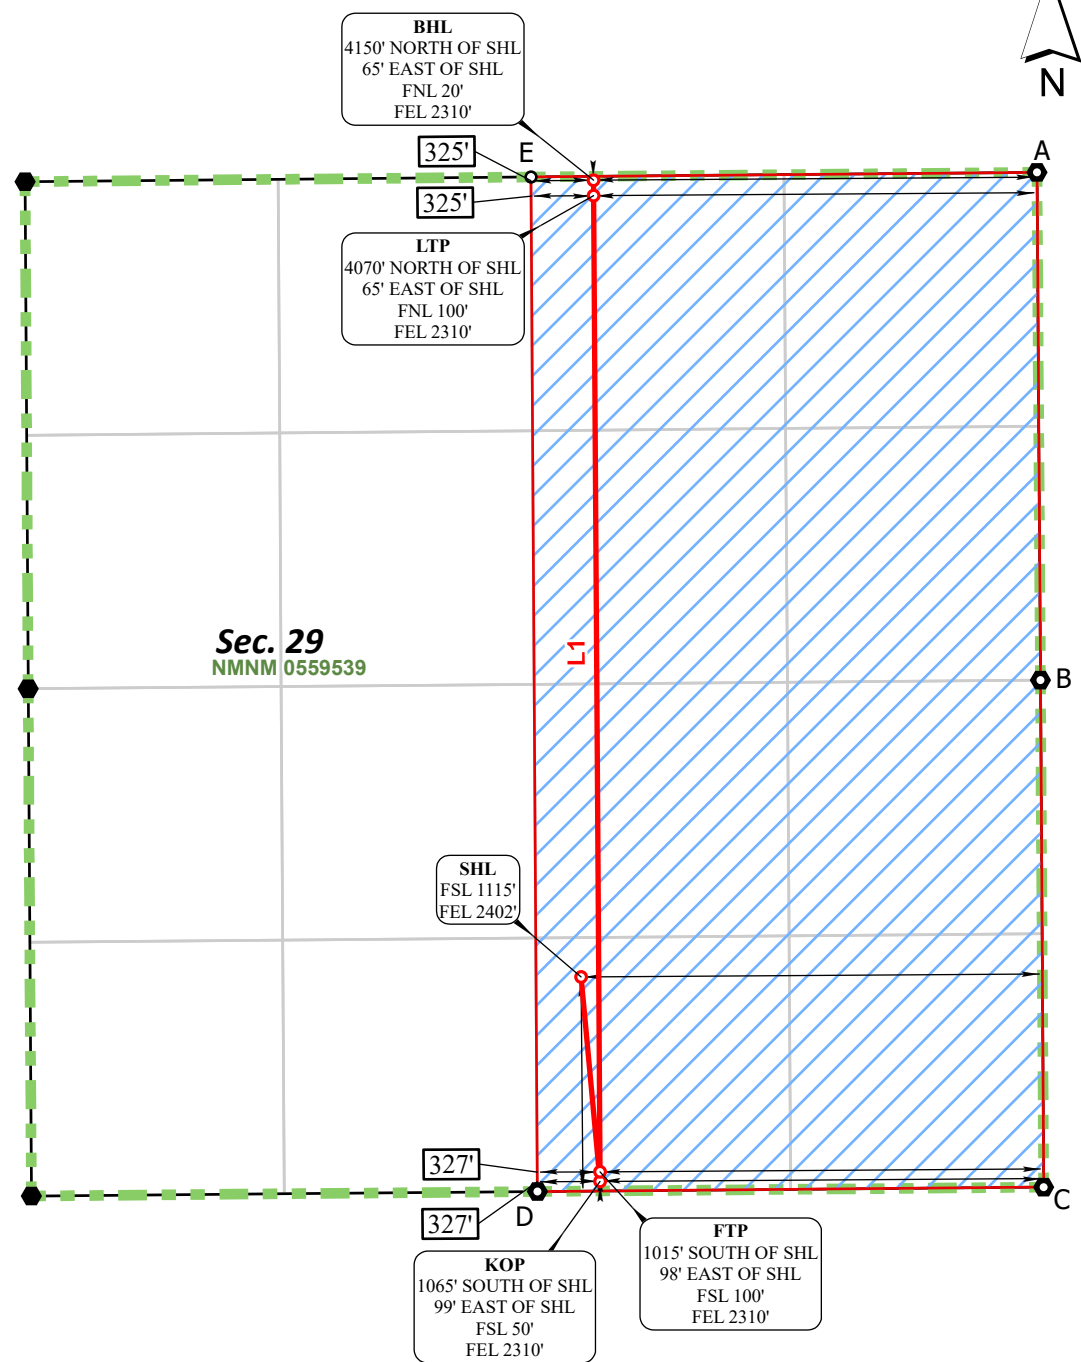 BHL
4150' NORTH OF SHL
65' EAST OF SHL
FNL 20'
FEL 2310'
N
325'
E
A
325'
LTP
4070' NORTH OF SHL
65' EAST OF SHL
FNL 100'
FEL 2310'
L1
Sec. 29
NMNM 0559539
B
SHL
FSL 1115'
FEL 2402'
327'
327'
D
C
KOP
1065' SOUTH OF SHL
99' EAST OF SHL
FSL 50'
FEL 2310'
FTP
1015' SOUTH OF SHL
98' EAST OF SHL
FSL 100'
FEL 2310'